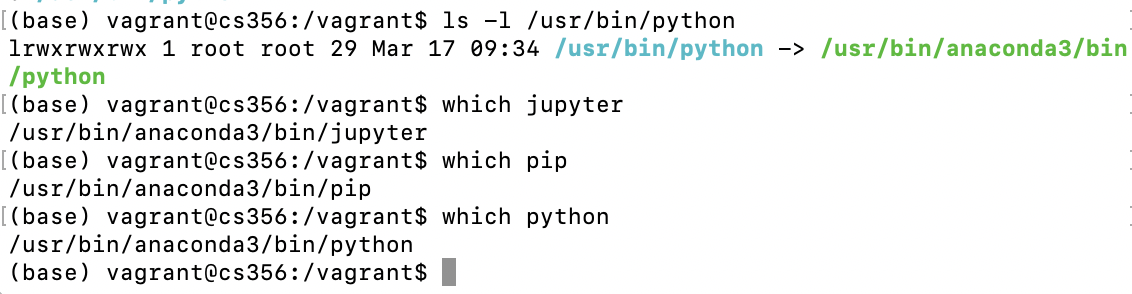 (base) vagrant@cs356:/vagrant$ ls -l /usr/bin/python
lrwxrwxrwx 1 root root 29 Mar 17 09:34 /usr/bin/python -> /usr/bin/anaconda3/bin
/python
(base) vagrant@cs356:/vagrant$ which jupyter
/usr/bin/anaconda3/bin/jupyter
(base) vagrant@cs356:/vagrant$ which pip
/usr/bin/anaconda3/bin/pip
(base) vagrant@cs356:/vagrant$ which python
/usr/bin/anaconda3/bin/python
(base) vagrant@cs356:/vagrant$